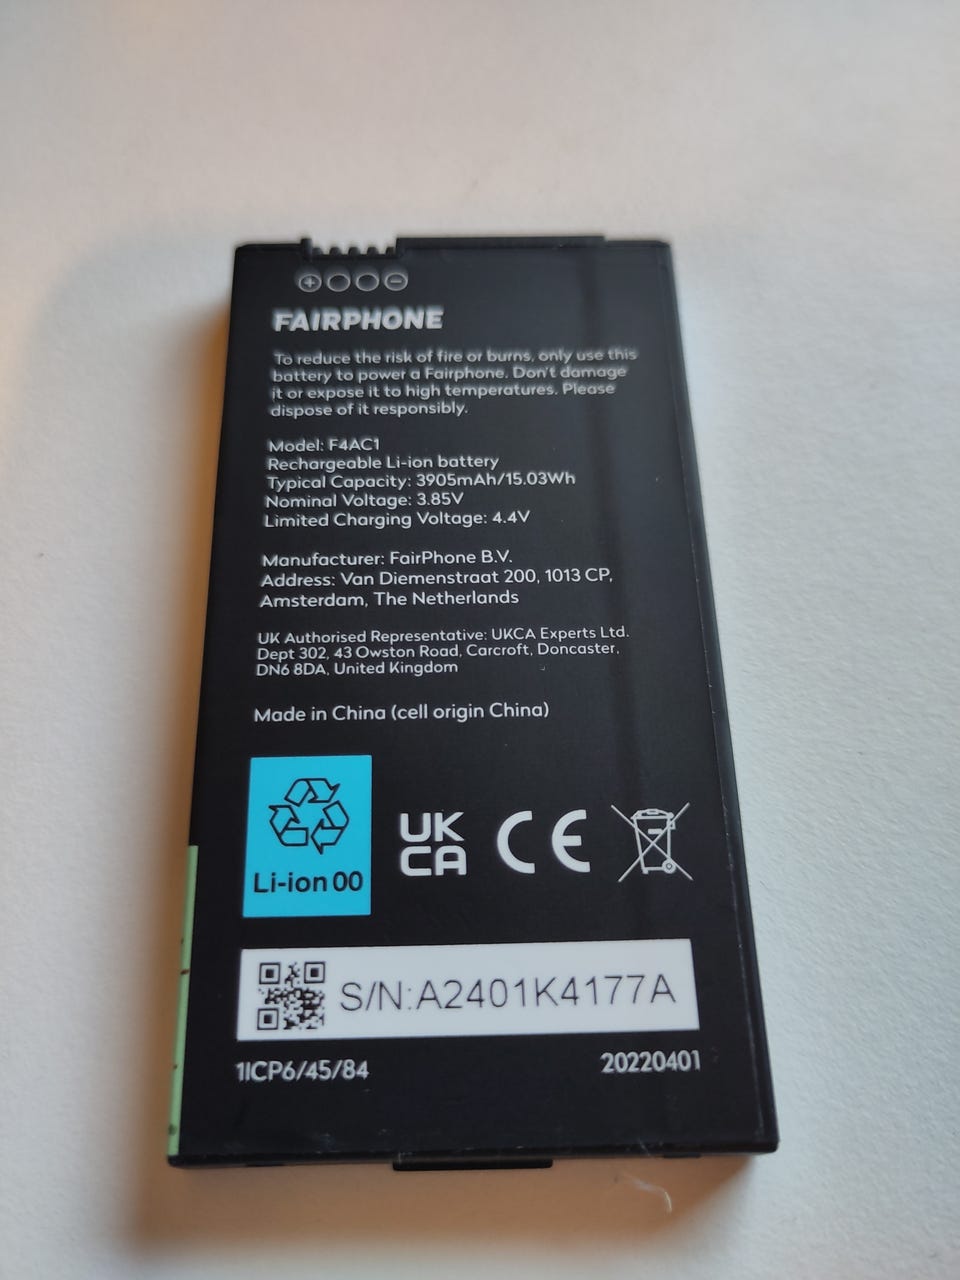 FAIRPHONE
To reduce the risk of fire or burns, only use this
battery to power a Fairphone. Don't damage
it or expose it to high temperatures. Please
dispose of it responsibly.
Model: F4AC1
Rechargeable Li-ion battery
Typical Capacity: 3905mAh/15.03Wh
Nominal Voltage: 3.85V
Limited Charging Voltage: 4.4V
Manufacturer: FairPhone B.V.
Address: Van Diemenstraat 200, 1013 CP,
Amsterdam, The Netherlands
UK Authorised Representative: UKCA Experts Ltd.
Dept 302, 43 Owston Road, Carcroft, Doncaster,
DN6 8DA, United Kingdom
Made in China (cell origin China)
Li-ion 00
UK
CA
CE
S/N:A2401K4177A
1ICP6/45/84
20220401